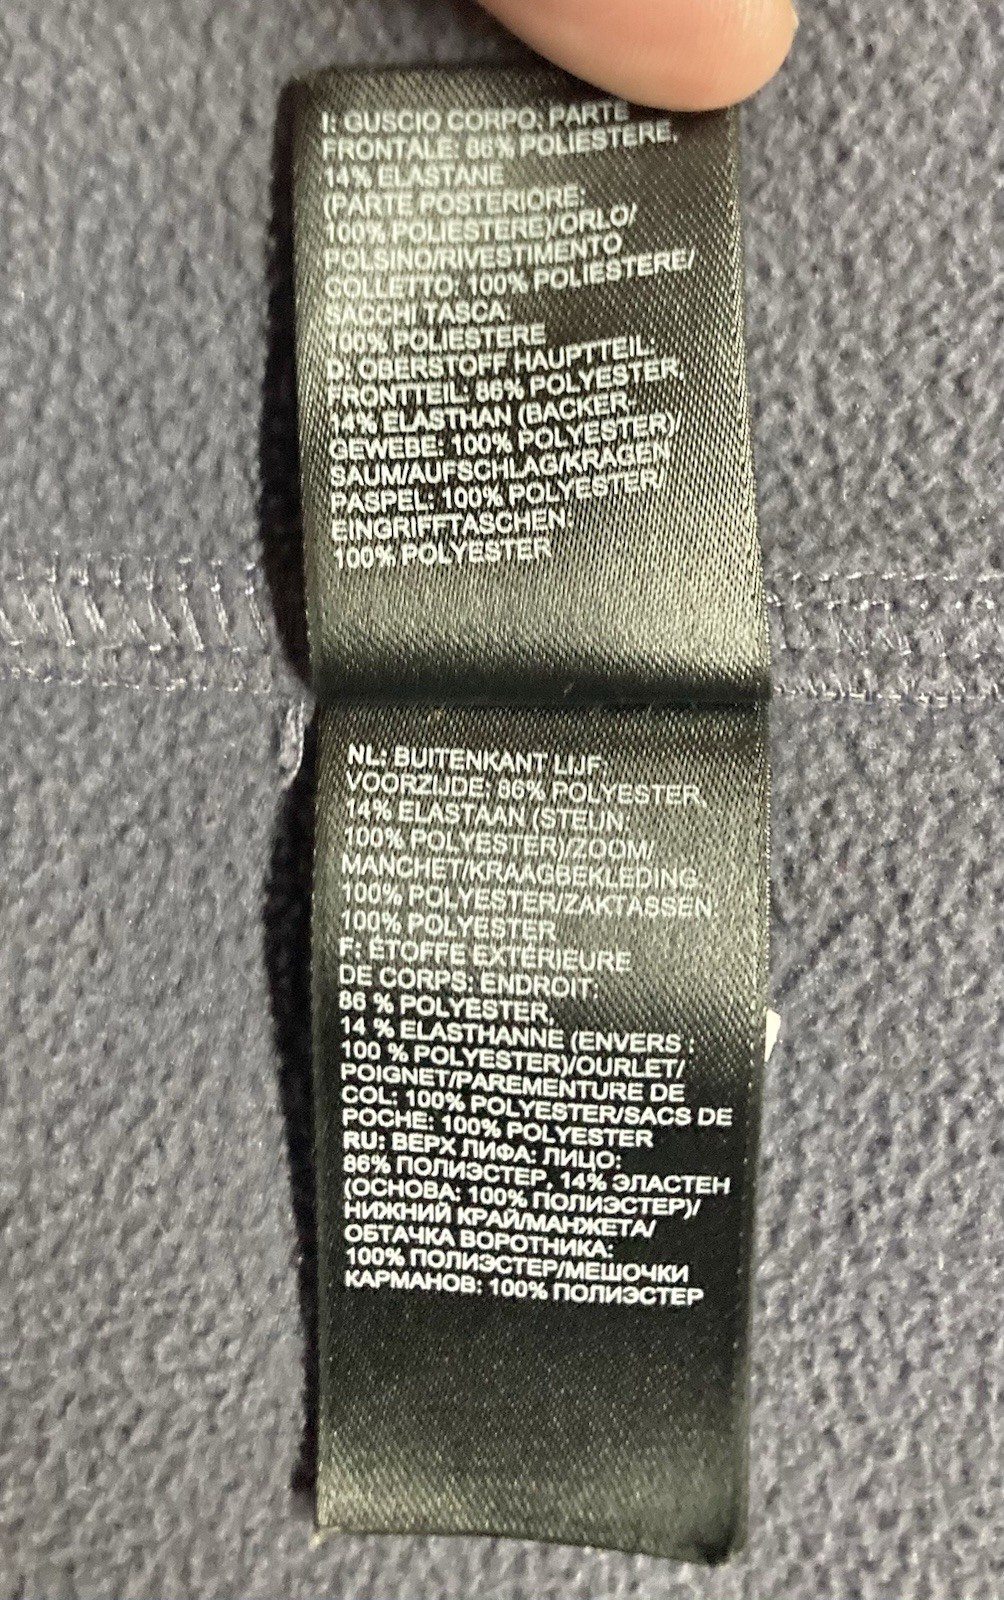 I: GUSCIO CORPO: PARTE
FRONTALE: 86% POLIESTERE,
14% ELASTANE
(PARTE POSTERIORE:
100% POLIESTERE)/ORLO/
POLSINO/RIVESTIMENTO
COLLETTO: 100% POLIESTERE/
SACCHI TASCA:
100% POLIESTERE
D: OBERSTOFF HAUPTTEIL:
FRONTTEIL: 86% POLYESTER,
14% ELASTHAN (BACKER-
GEWEBE: 100% POLYESTER)/
SAUM/AUFSCHLAG/KRAGEN
PASPEL: 100% POLYESTER/
EINGRIFFTASCHEN:
100% POLYESTER
NL: BUITENKANT LIJF:
VOORZIJDE: 86% POLYESTER,
14% ELASTAAN (STEUN:
100% POLYESTER)/ZOOM/
MANCHET/KRAAGBEKLEDING:
100% POLYESTER/ZAKTASSEN:
100% POLYESTER
F: ÉTOFFE EXTÉRIEURE
DE CORPS: ENDROIT:
86 % POLYESTER,
14 % ELASTHANNE (ENVERS :
100 % POLYESTER)/OURLET/
POIGNET/PAREMENTURE DE
COL: 100% POLYESTER/SACS DE
POCHE: 100% POLYESTER
RU: ВЕРХ ЛИФА: ЛИЦО:
86% ПОЛИЭСТЕР, 14% ЭЛАСТЕН
(ОСНОВА: 100% ПОЛИЭСТЕР)/
НИЖНИЙ КРАЙ/МАНЖЕТА/
ОБТАЧКА ВОРОТНИКА:
100% ПОЛИЭСТЕР/МЕШОЧКИ
КАРМАНОВ: 100% ПОЛИЭСТЕР